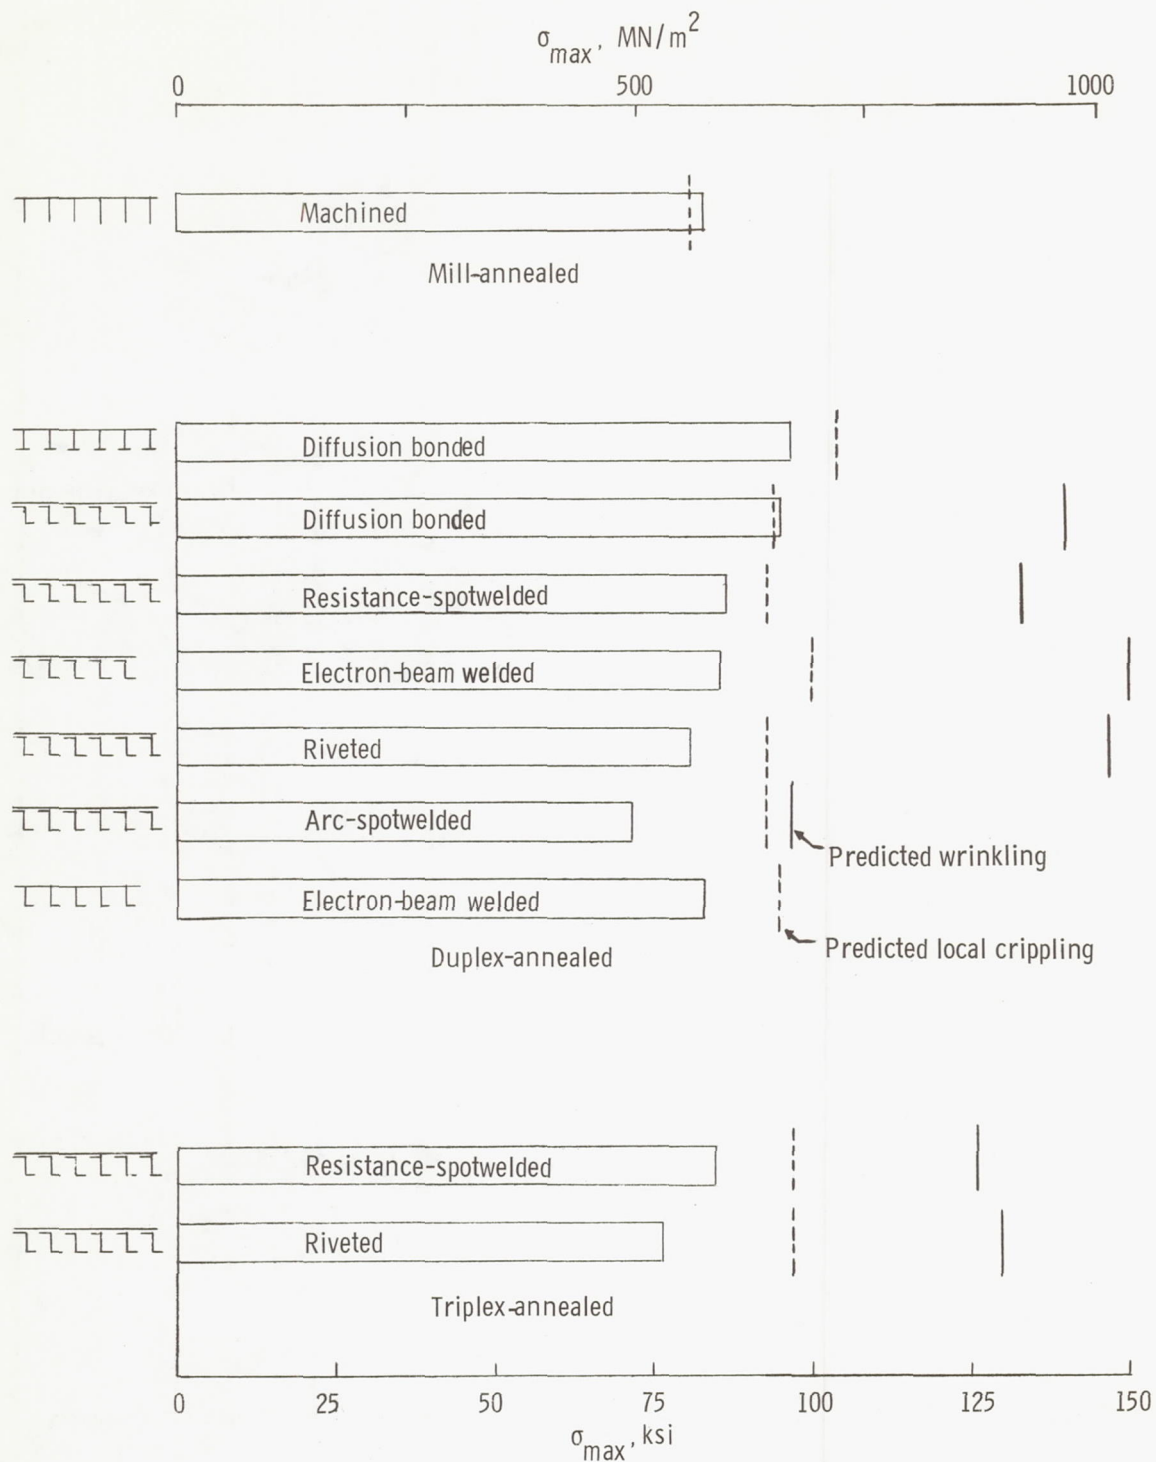 σmax, MN/m²
0 500 1000
Machined
Mill-annealed
Diffusion bonded
Diffusion bonded
Resistance-spotwelded
Electron-beam welded
Riveted
Arc-spotwelded
Predicted wrinkling
Electron-beam welded
Predicted local crippling
Duplex-annealed
Resistance-spotwelded
Riveted
Triplex-annealed
0 25 50 75 100 125 150
σmax, ksi